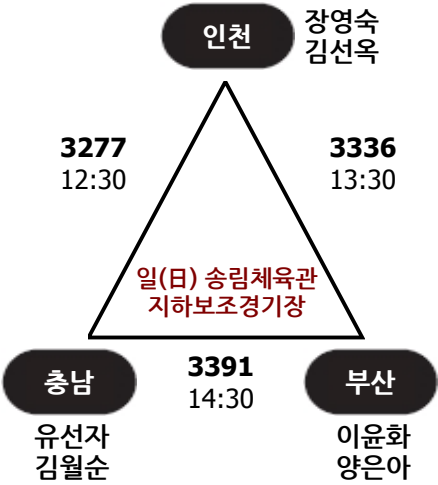 인천
장영숙
김선옥
3277
12:30
3336
13:30
일(日) 송림체육관
지하보조경기장
충남
3391
14:30
부산
유선자
김월순
이윤화
양은아